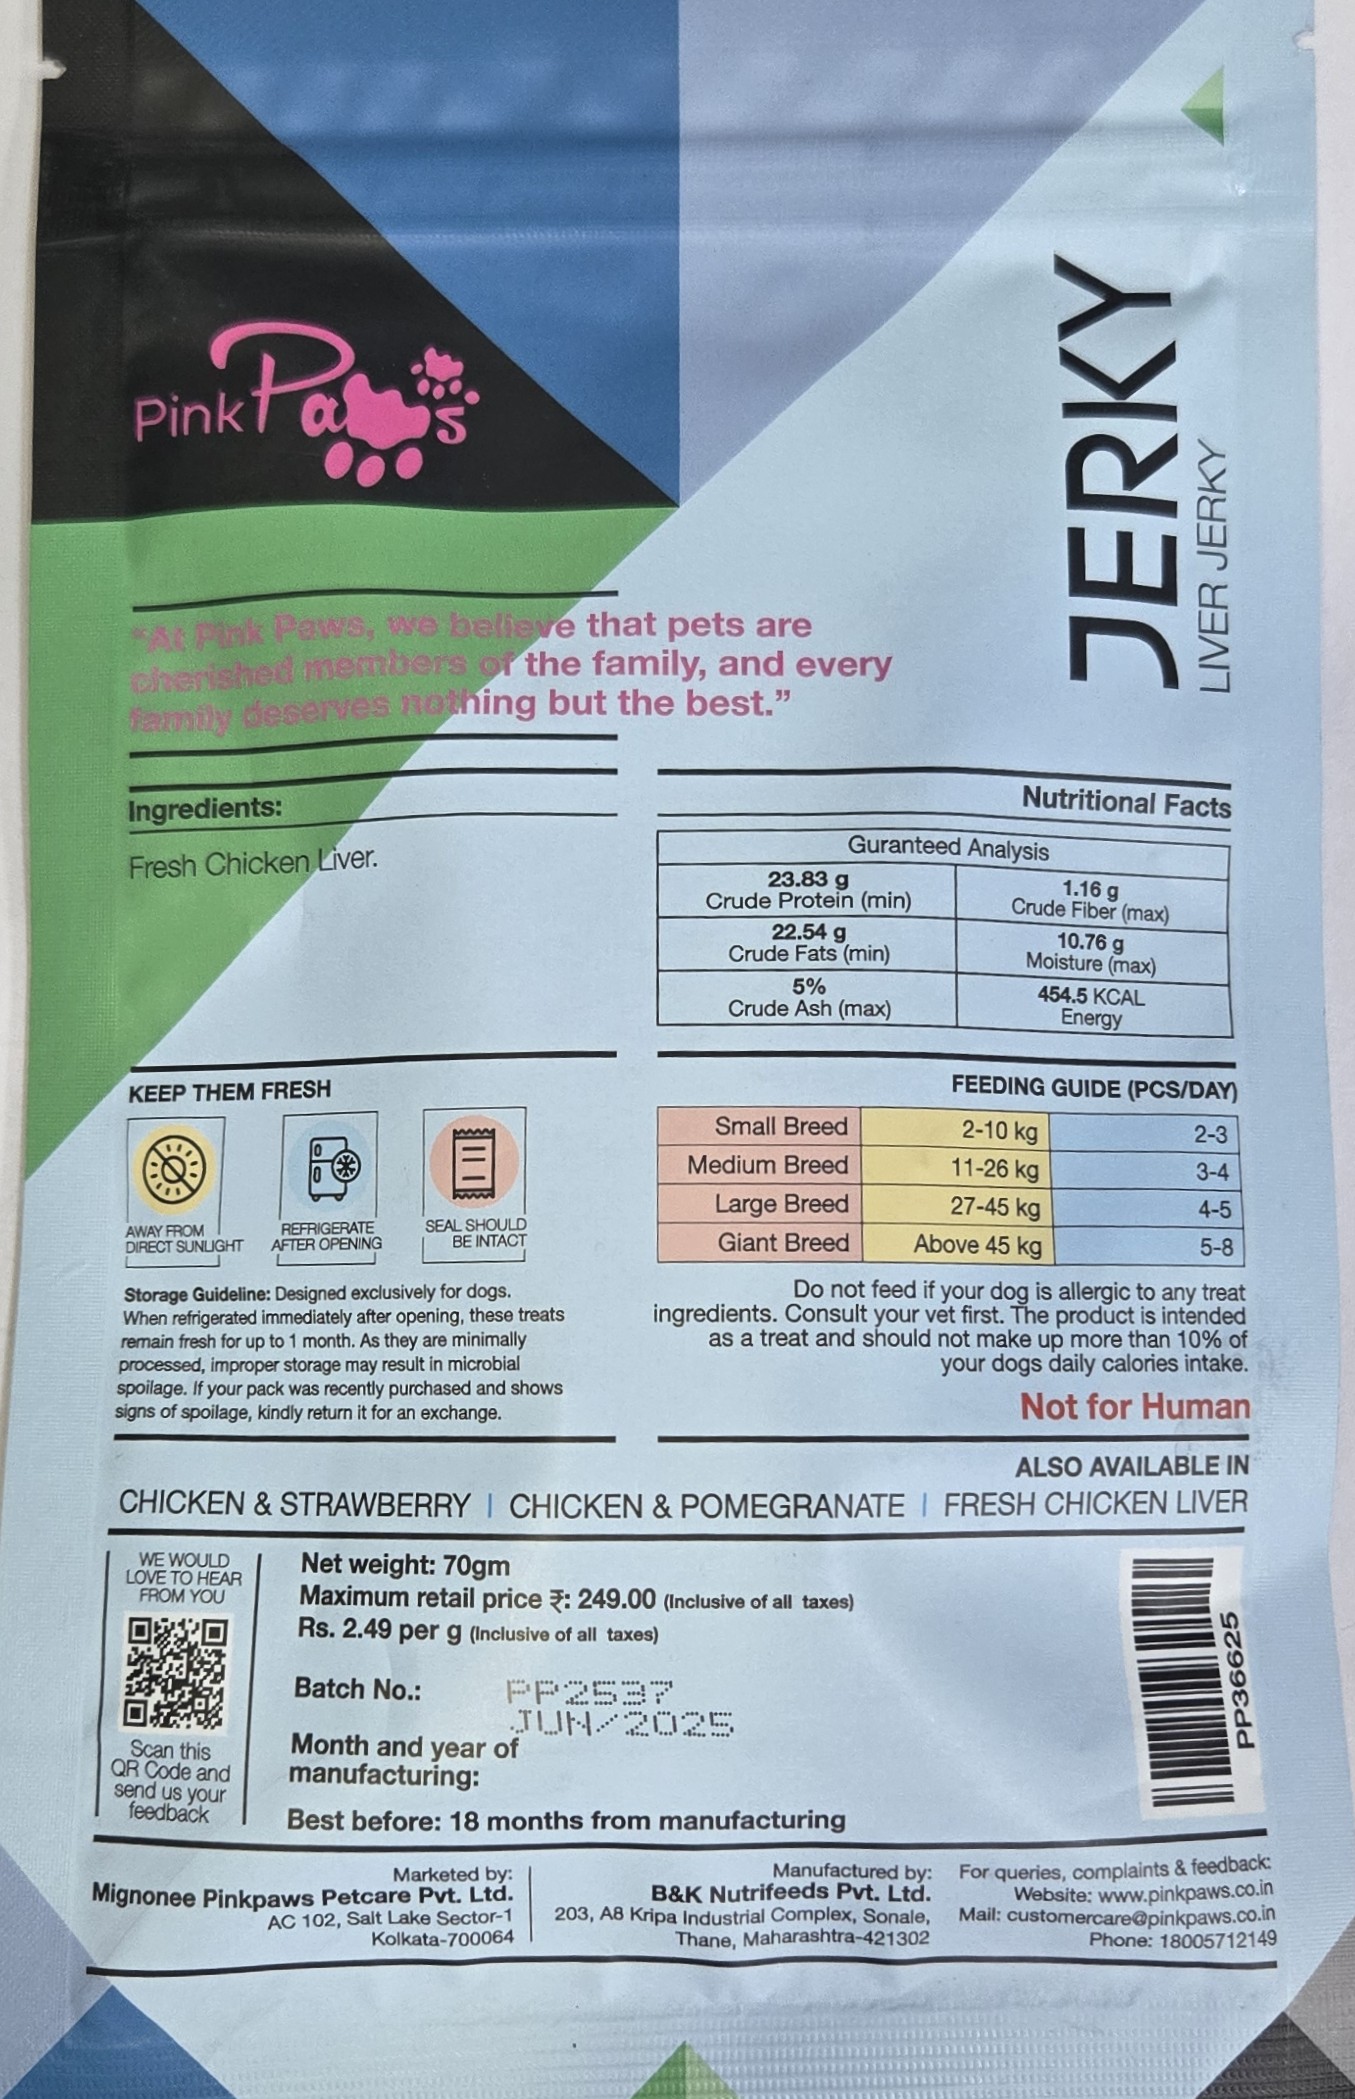 Pink Paws
JERKY
LIVER JERKY
“At Pink Paws, we believe that pets are
cherished members of the family, and every
family deserves nothing but the best.”
Ingredients:
Fresh Chicken Liver.
Nutritional Facts
Guranteed Analysis
23.83 g
Crude Protein (min)
1.16 g
Crude Fiber (max)
22.54 g
Crude Fats (min)
10.76 g
Moisture (max)
5%
Crude Ash (max)
454.5 KCAL
Energy
KEEP THEM FRESH
AWAY FROM
DIRECT SUNLIGHT
REFRIGERATE
AFTER OPENING
SEAL SHOULD
BE INTACT
Storage Guideline: Designed exclusively for dogs.
When refrigerated immediately after opening, these treats
remain fresh for up to 1 month. As they are minimally
processed, improper storage may result in microbial
spoilage. If your pack was recently purchased and shows
signs of spoilage, kindly return it for an exchange.
FEEDING GUIDE (PCS/DAY)
Small Breed 2-10 kg 2-3
Medium Breed 11-26 kg 3-4
Large Breed 27-45 kg 4-5
Giant Breed Above 45 kg 5-8
Do not feed if your dog is allergic to any treat
ingredients. Consult your vet first. The product is intended
as a treat and should not make up more than 10% of
your dogs daily calories intake.
Not for Human
ALSO AVAILABLE IN
CHICKEN & STRAWBERRY | CHICKEN & POMEGRANATE | FRESH CHICKEN LIVER
WE WOULD
LOVE TO HEAR
FROM YOU
Scan this
QR Code and
send us your
feedback
Net weight: 70gm
Maximum retail price ₹: 249.00 (Inclusive of all taxes)
Rs. 2.49 per g (Inclusive of all taxes)
Batch No.: PP2537
JUN/2025
Month and year of
manufacturing:
Best before: 18 months from manufacturing
PP36625
Marketed by:
Mignonee Pinkpaws Petcare Pvt. Ltd.
AC 102, Salt Lake Sector-1
Kolkata-700064
Manufactured by:
B&K Nutrifeeds Pvt. Ltd.
203, A8 Kripa Industrial Complex, Sonale,
Thane, Maharashtra-421302
For queries, complaints & feedback:
Website: www.pinkpaws.co.in
Mail: customercare@pinkpaws.co.in
Phone: 18005712149